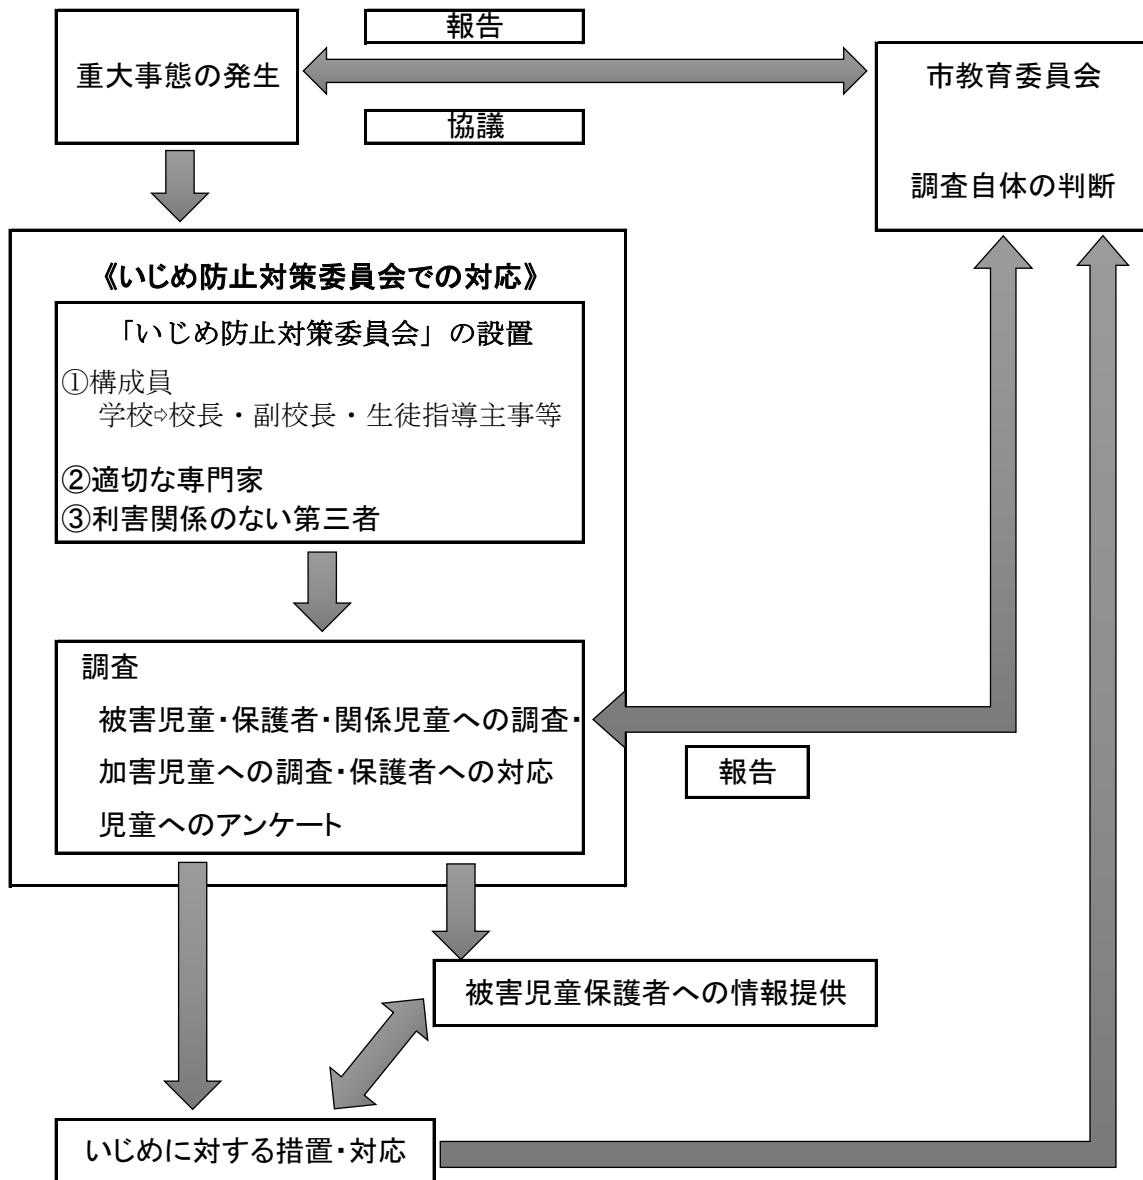 報告
重大事態の発生
協議
市教育委員会
調査自体の判断
《いじめ防止対策委員会での対応》
「いじめ防止対策委員会」の設置
①構成員
学校⇨校長・副校長・生徒指導主事等
②適切な専門家
③利害関係のない第三者
調査
被害児童・保護者・関係児童への調査・
加害児童への調査・保護者への対応
児童へのアンケート
報告
被害児童保護者への情報提供
いじめに対する措置・対応